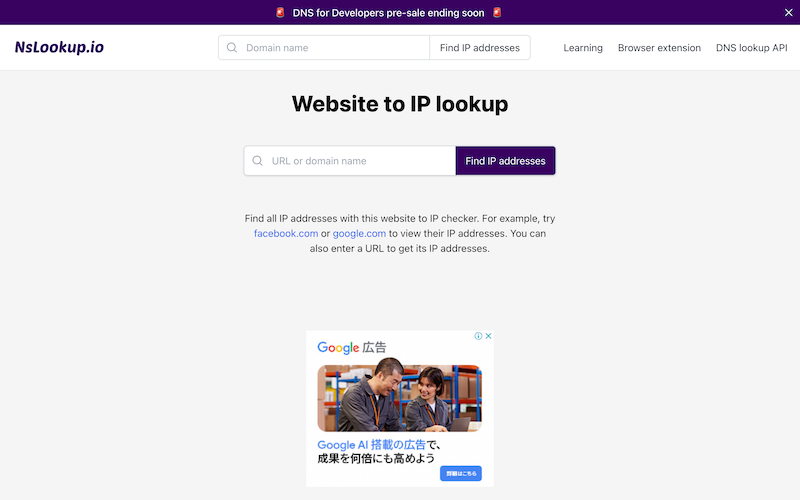 🚨 DNS for Developers pre-sale ending soon 🚨
NsLookup.io
Domain name
Find IP addresses
Learning
Browser extension
DNS lookup API
Website to IP lookup
URL or domain name
Find IP addresses
Find all IP addresses with this website to IP checker. For example, try
facebook.com or google.com to view their IP addresses. You can
also enter a URL to get its IP addresses.
Google 広告
Google AI 搭載の広告で、
成果を何倍にも高めよう
詳細はこちら